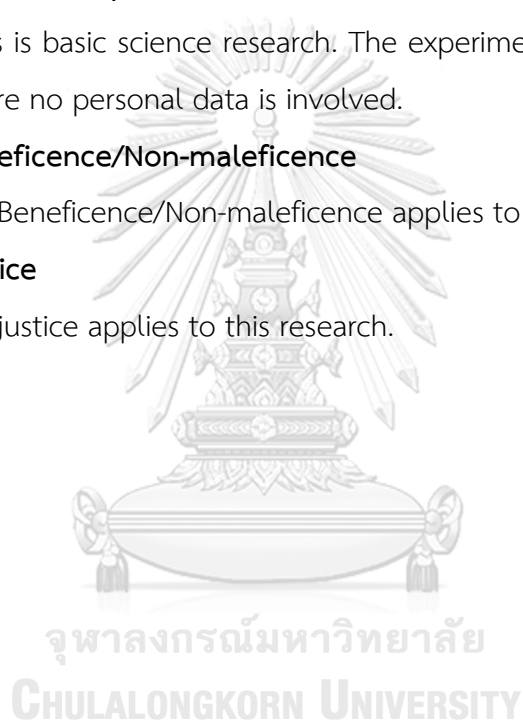 s is basic science research. The experime
re no personal data is involved.
eficence/Non-maleficence
Beneficence/Non-maleficence applies to
ice
justice applies to this research.
จุฬาลงกรณ์มหาวิทยาลัย
CHULALONGKORN UNIVERSITY